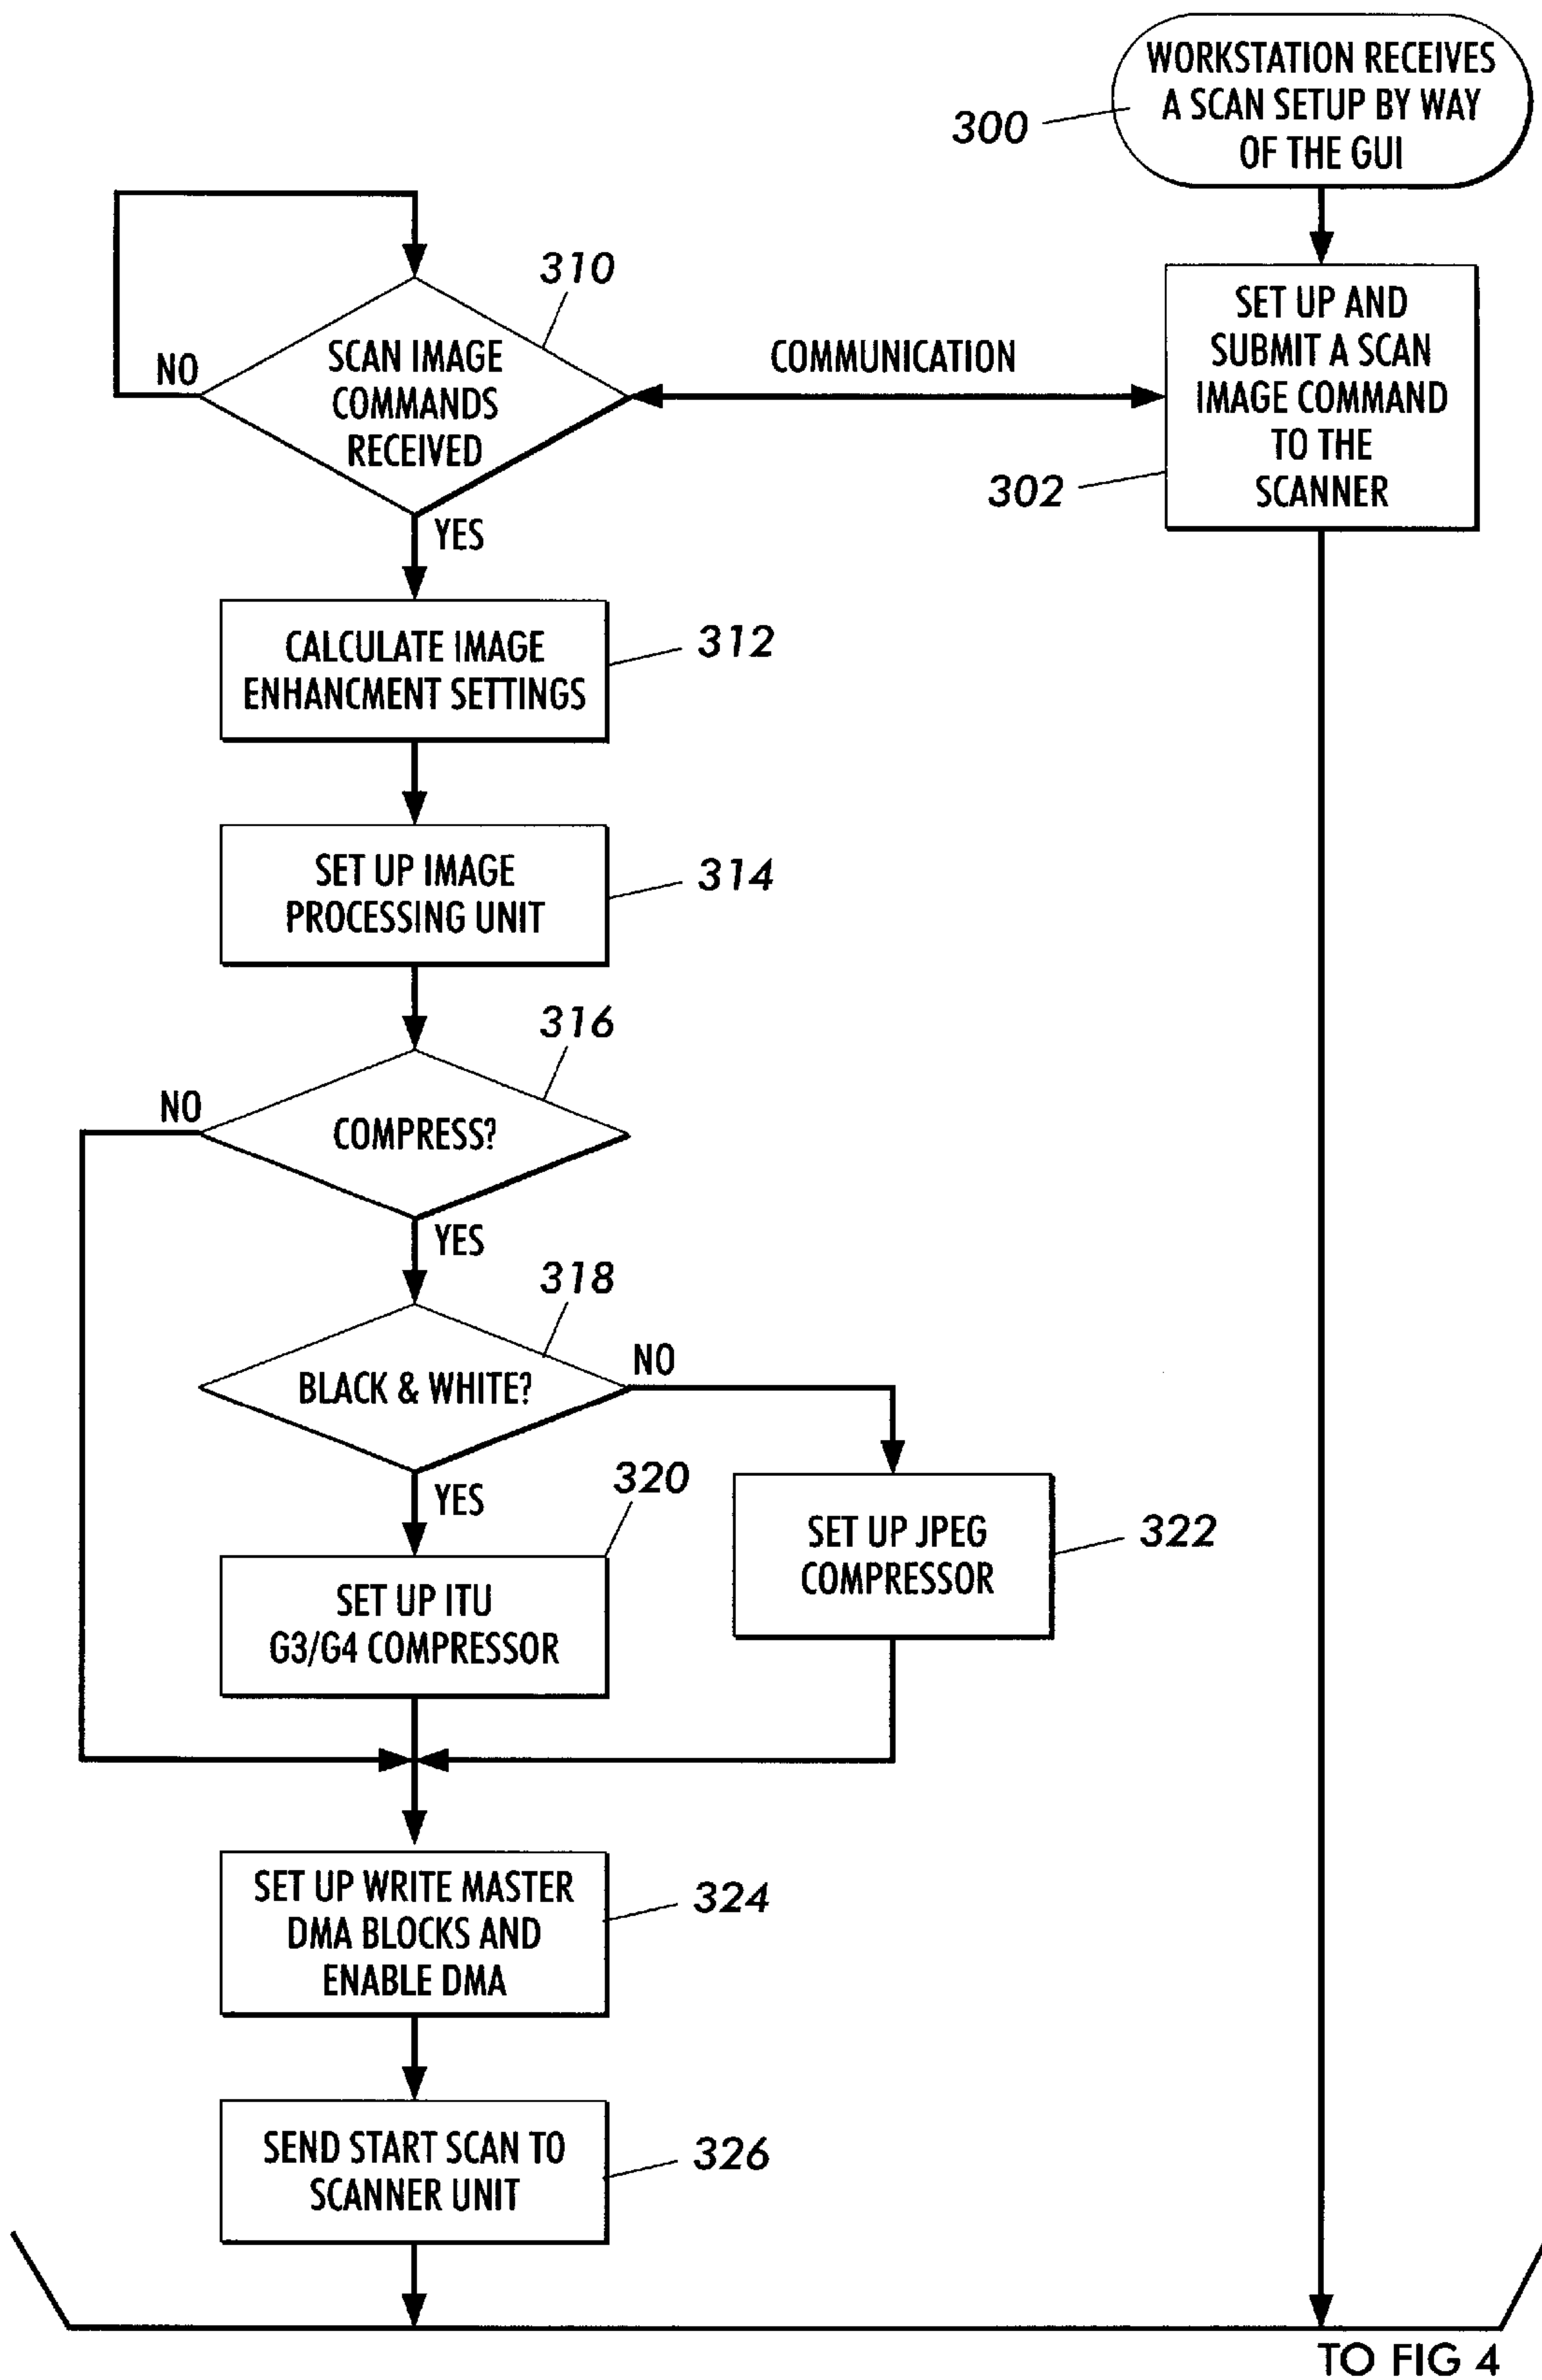 WORKSTATION RECEIVES
A SCAN SETUP BY WAY
OF THE GUI
300
SET UP AND
SUBMIT A SCAN
IMAGE COMMAND
TO THE
SCANNER
302
COMMUNICATION
310
SCAN IMAGE
COMMANDS
RECEIVED
NO
YES
CALCULATE IMAGE
ENHANCMENT SETTINGS
312
SET UP IMAGE
PROCESSING UNIT
314
316
COMPRESS?
NO
YES
318
BLACK & WHITE?
NO
YES
320
SET UP ITU
G3/G4 COMPRESSOR
SET UP JPEG
COMPRESSOR
322
SET UP WRITE MASTER
DMA BLOCKS AND
ENABLE DMA
324
SEND START SCAN TO
SCANNER UNIT
326
TO FIG 4